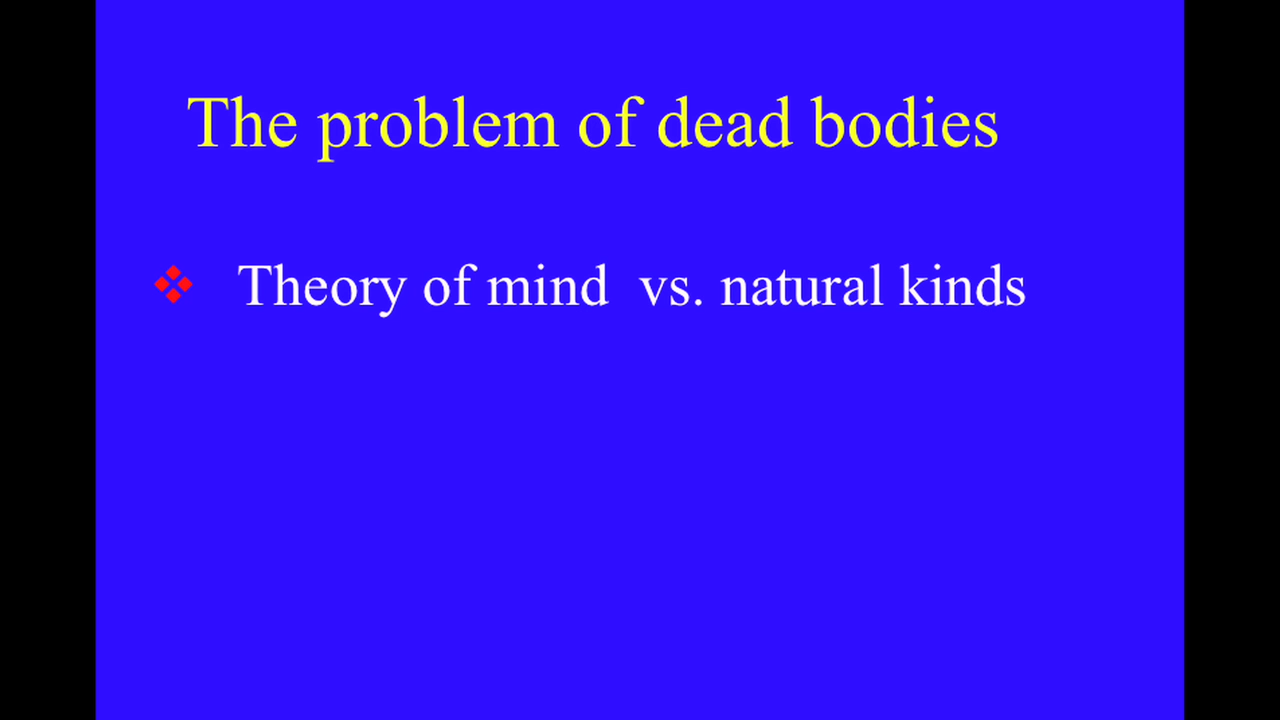 The problem of dead bodies
❖ Theory of mind  vs. natural kinds